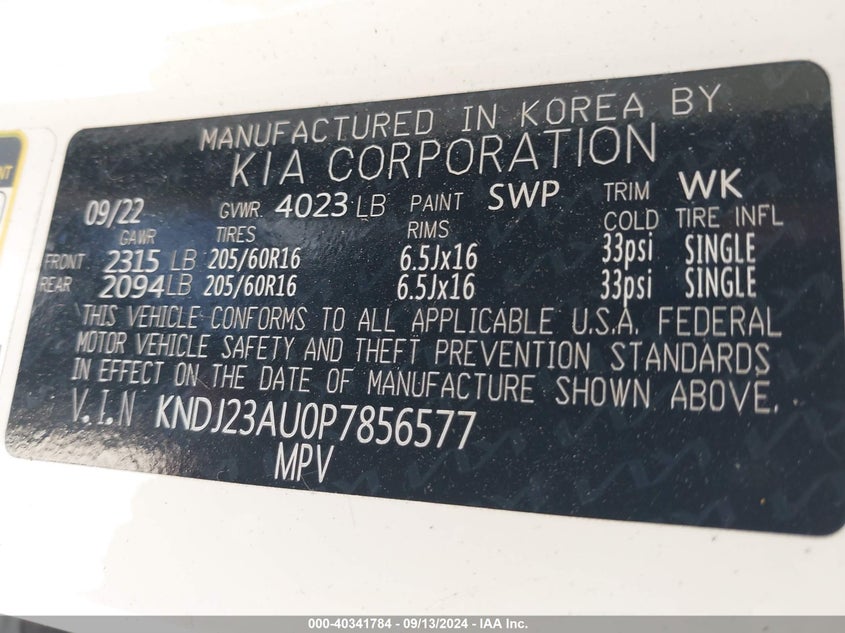 MANUFACTURED IN KOREA BY
KIA CORPORATION
09/22 GVWR. 4023 LB PAINT SWP TRIM WK
GAWR TIRES RIMS COLD TIRE INFL
FRONT 2315 LB 205/60R16 6.5Jx16 33psi SINGLE
REAR 2094 LB 205/60R16 6.5Jx16 33psi SINGLE
THIS VEHICLE CONFORMS TO ALL APPLICABLE U.S.A. FEDERAL
MOTOR VEHICLE SAFETY AND THEFT PREVENTION STANDARDS
IN EFFECT ON THE DATE OF MANUFACTURE SHOWN ABOVE.
V.I.N KNDJ23AU0P7856577
MPV
000-40341784 - 09/13/2024 - IAA Inc.